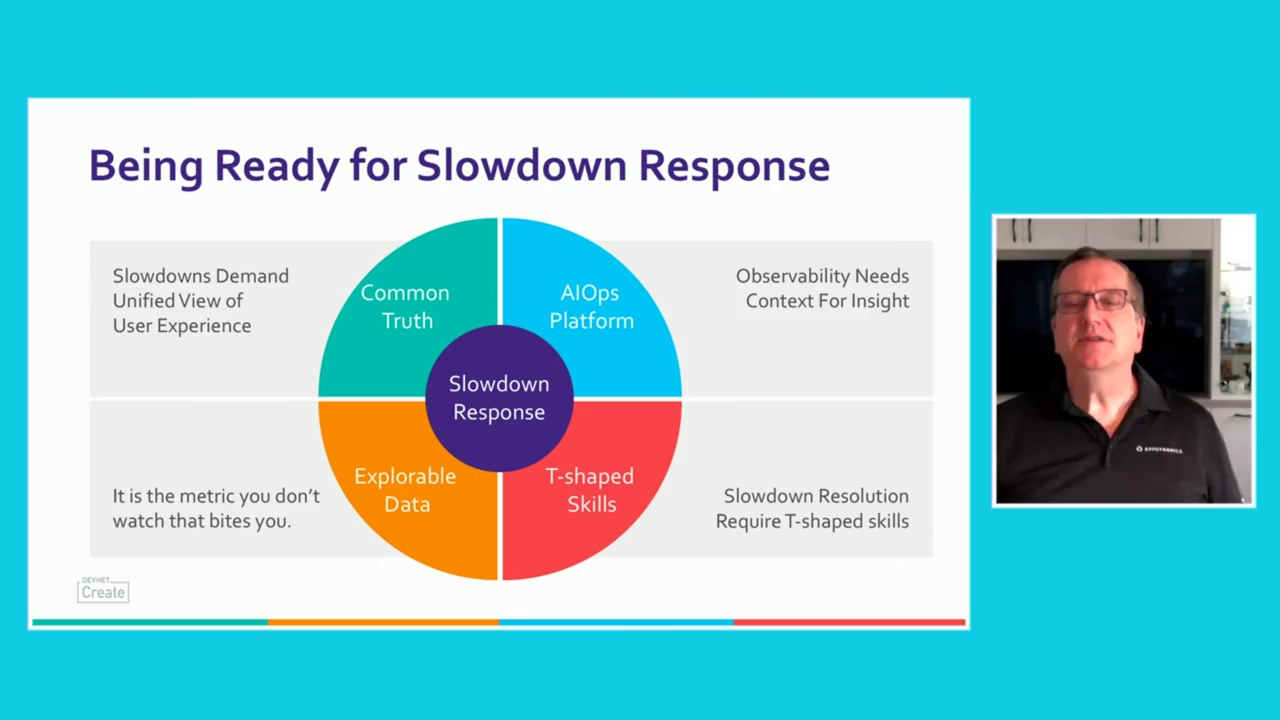 Being Ready for Slowdown Response
Slowdowns Demand
Unified View of
User Experience
Common
Truth
AIOps
Platform
Observability Needs
Context For Insight
Slowdown
Response
It is the metric you don't
watch that bites you.
Explorable
Data
T-shaped
Skills
Slowdown Resolution
Require T-shaped skills
DEVNET
Create
APPDYNAMICS